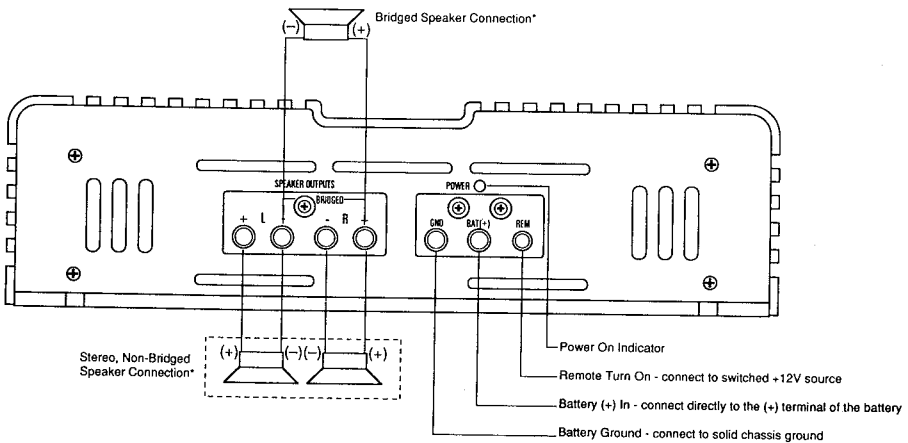 Bridged Speaker Connection*
(-) (+)
SPEAKER OUTPUTS
BRIDGED
+ L - - R +
POWER
GND BAT(+) REM
(+) (-) (-) (+)
Stereo, Non-Bridged
Speaker Connection*
Power On Indicator
Remote Turn On - connect to switched +12V source
Battery (+) In - connect directly to the (+) terminal of the battery
Battery Ground - connect to solid chassis ground